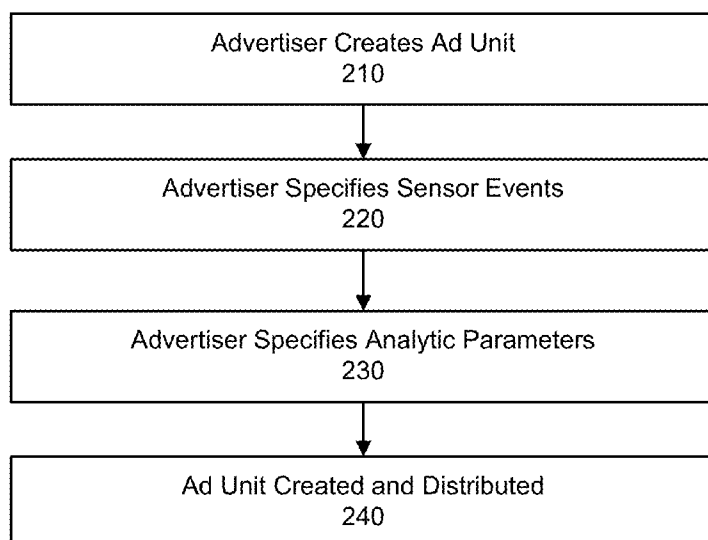 Advertiser Creates Ad Unit
210
Advertiser Specifies Sensor Events
220
Advertiser Specifies Analytic Parameters
230
Ad Unit Created and Distributed
240